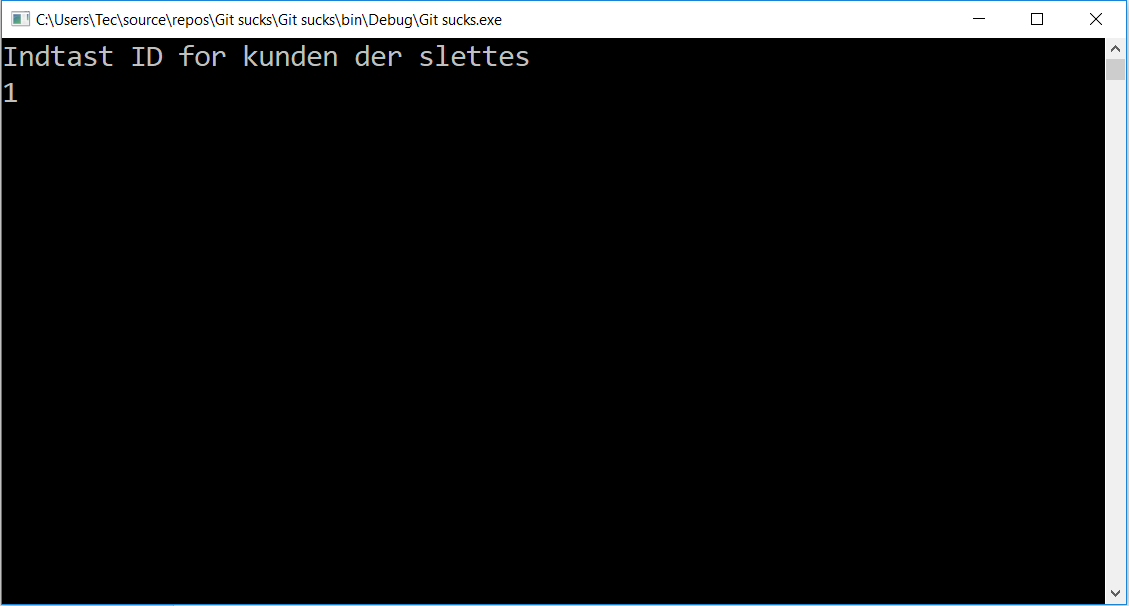 C:\Users\Tec\source\repos\Git sucks\Git sucks\bin\Debug\Git sucks.exe
Indtast ID for kunden der slettes
1